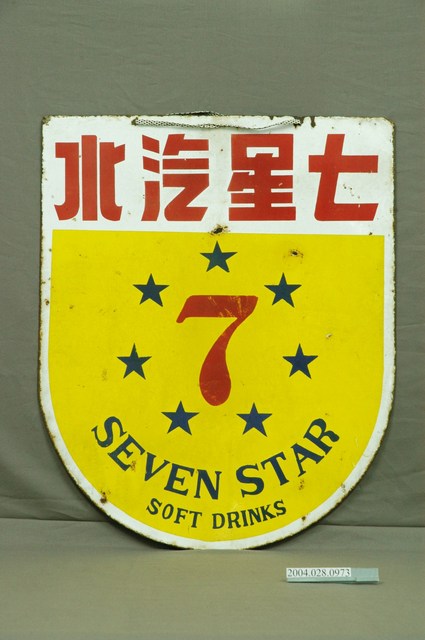 七星汽水
7
SEVEN STAR
SOFT DRINKS
2004.028.0973